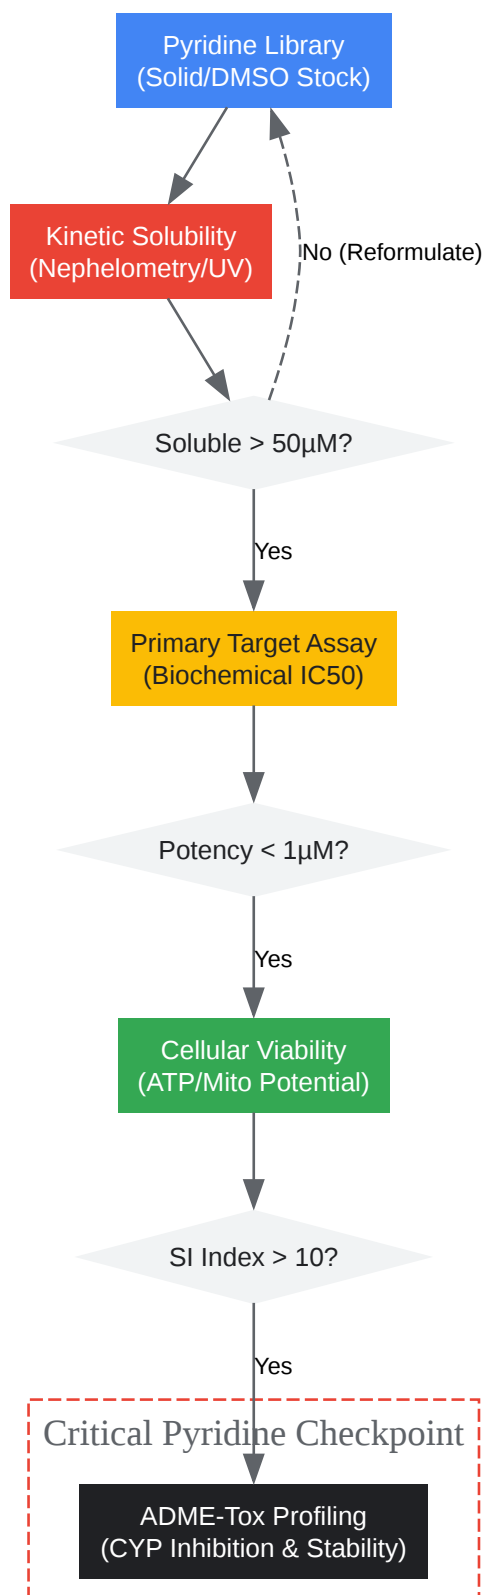 Pyridine Library
(Solid/DMSO Stock)
Kinetic Solubility
(Nephelometry/UV)
No (Reformulate)
Soluble > 50µM?
Yes
Primary Target Assay
(Biochemical IC50)
Potency < 1µM?
Yes
Cellular Viability
(ATP/Mito Potential)
SI Index > 10?
Yes
Critical Pyridine Checkpoint
ADME-Tox Profiling
(CYP Inhibition & Stability)